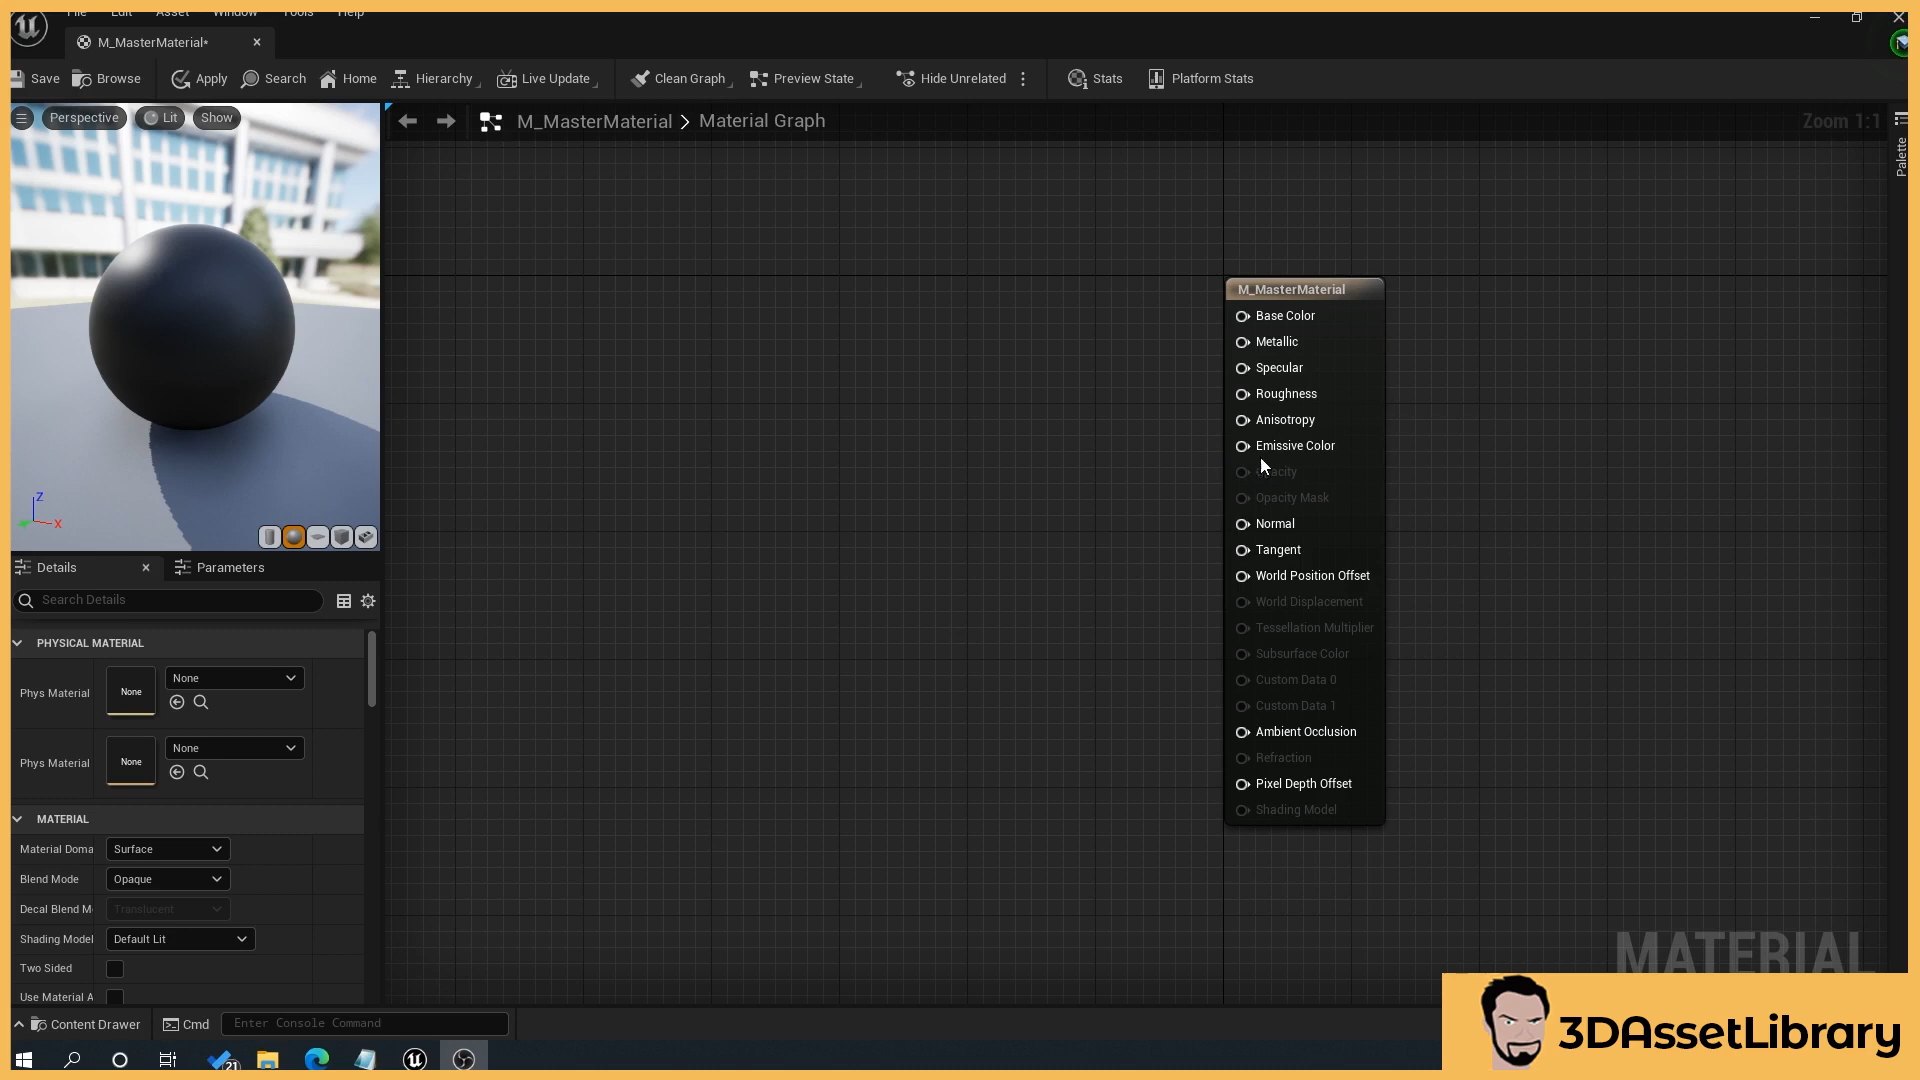 File Edit Asset Window Tools Help
M_MasterMaterial*
Save Browse Apply Search Home Hierarchy Live Update Clean Graph Preview State Hide Unrelated Stats Platform Stats
Perspective Lit Show
M_MasterMaterial > Material Graph
Zoom 1:1
Palette
M_MasterMaterial
Base Color
Metallic
Specular
Roughness
Anisotropy
Emissive Color
Opacity
Opacity Mask
Normal
Tangent
World Position Offset
World Displacement
Tessellation Multiplier
Subsurface Color
Custom Data 0
Custom Data 1
Ambient Occlusion
Refraction
Pixel Depth Offset
Shading Model
Z
X
Details Parameters
Search Details
PHYSICAL MATERIAL
Phys Material None None
Phys Material None None
MATERIAL
Material Doma Surface
Blend Mode Opaque
Decal Blend M Translucent
Shading Model Default Lit
Two Sided
Use Material A
MATERIAL
Content Drawer Cmd Enter Console Command
21
3DAssetLibrary